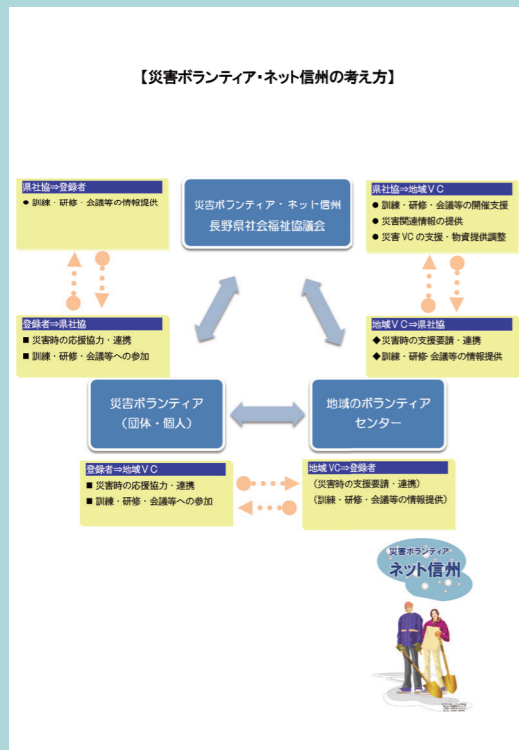 【災害ボランティア・ネット信州の考え方】
県社協⇒登録者
● 訓練・研修・会議等の情報提供
災害ボランティア・ネット信州
長野県社会福祉協議会
県社協⇒地域ＶＣ
● 訓練・研修・会議等の開催支援
● 災害関連情報の提供
● 災害 VC の支援・物資提供調整
登録者⇒県社協
■ 災害時の応援協力・連携
■ 訓練・研修・会議等への参加
地域ＶＣ⇒県社協
◆災害時の支援要請・連携
◆訓練・研修・会議等の情報提供
災害ボランティア
（団体・個人）
地域のボランティア
センター
登録者⇒地域ＶＣ
■ 災害時の応援協力・連携
■ 訓練・研修・会議等への参加
地域 VC⇒登録者
（災害時の支援要請・連携）
（訓練・研修・会議等の情報提供）
災害ボランティア
ネット信州